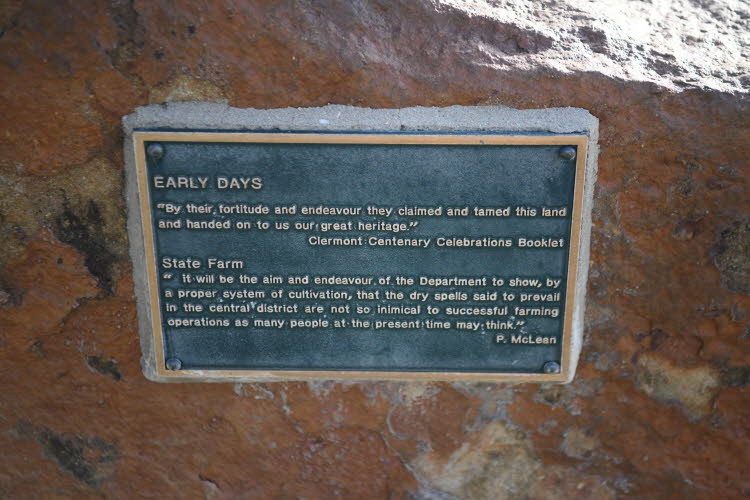 EARLY DAYS
"By their fortitude and endeavour they claimed and tamed this land
and handed on to us our great heritage."
Clermont Centenary Celebrations Booklet
State Farm
" It will be the aim and endeavour of the Department to show, by
a proper system of cultivation, that the dry spells said to prevail
in the central district are not so inimical to successful farming
operations as many people at the present time may think."
P. McLean